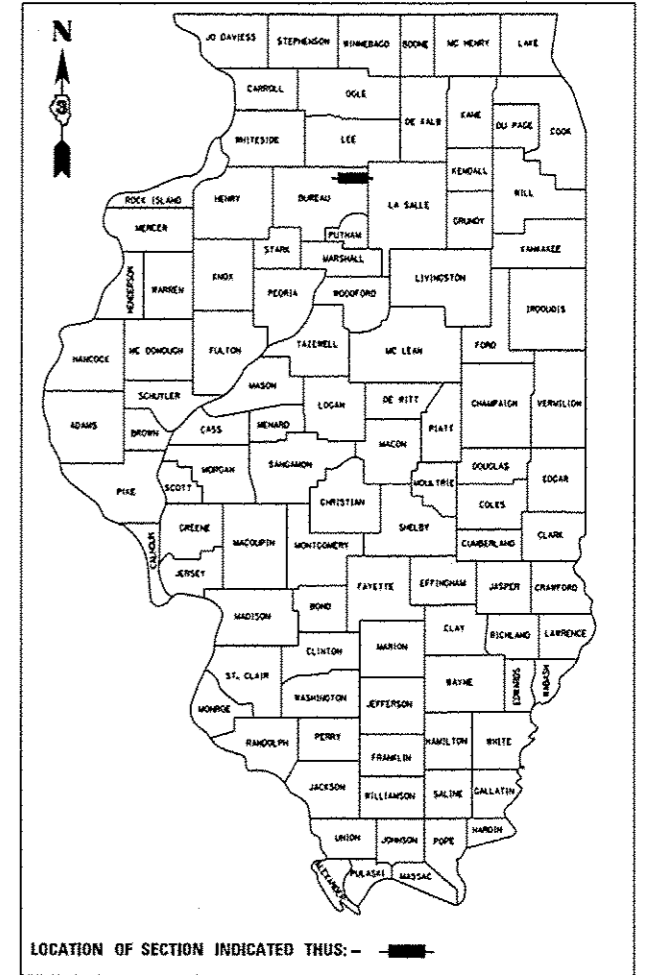 N
3
JO DAVIESS STEPHENSON WINNEBAGO BOONE MC HENRY LAKE
CARROLL OGLE
DE KALB KANE DU PAGE COOK
WHITESIDE LEE
KENDALL WILL
ROCK ISLAND HENRY BUREAU LA SALLE GRUNDY
MERCER PUTNAM KANKAKEE
STARK MARSHALL
HENDERSON WARREN KNOX PEORIA WOODFORD LIVINGSTON IROQUOIS
HANCOCK MC DONOUGH FULTON TAZEWELL MC LEAN FORD
MASON
SCHUYLER LOGAN DE WITT CHAMPAIGN VERMILION
ADAMS BROWN CASS MENARD MACON PIATT
MORGAN SANGAMON DOUGLAS
PIKE SCOTT CHRISTIAN MOULTRIE COLES EDGAR
CALHOUN GREENE MACOUPIN MONTGOMERY SHELBY CUMBERLAND CLARK
JERSEY FAYETTE EFFINGHAM JASPER CRAWFORD
MADISON BOND
CLAY RICHLAND LAWRENCE
CLINTON MARION
ST. CLAIR WAYNE EDWARDS WABASH
MONROE WASHINGTON JEFFERSON
RANDOLPH PERRY HAMILTON WHITE
FRANKLIN
JACKSON WILLIAMSON SALINE GALLATIN
UNION JOHNSON POPE HARDIN
ALEXANDER PULASKI MASSAC
LOCATION OF SECTION INDICATED THUS: -